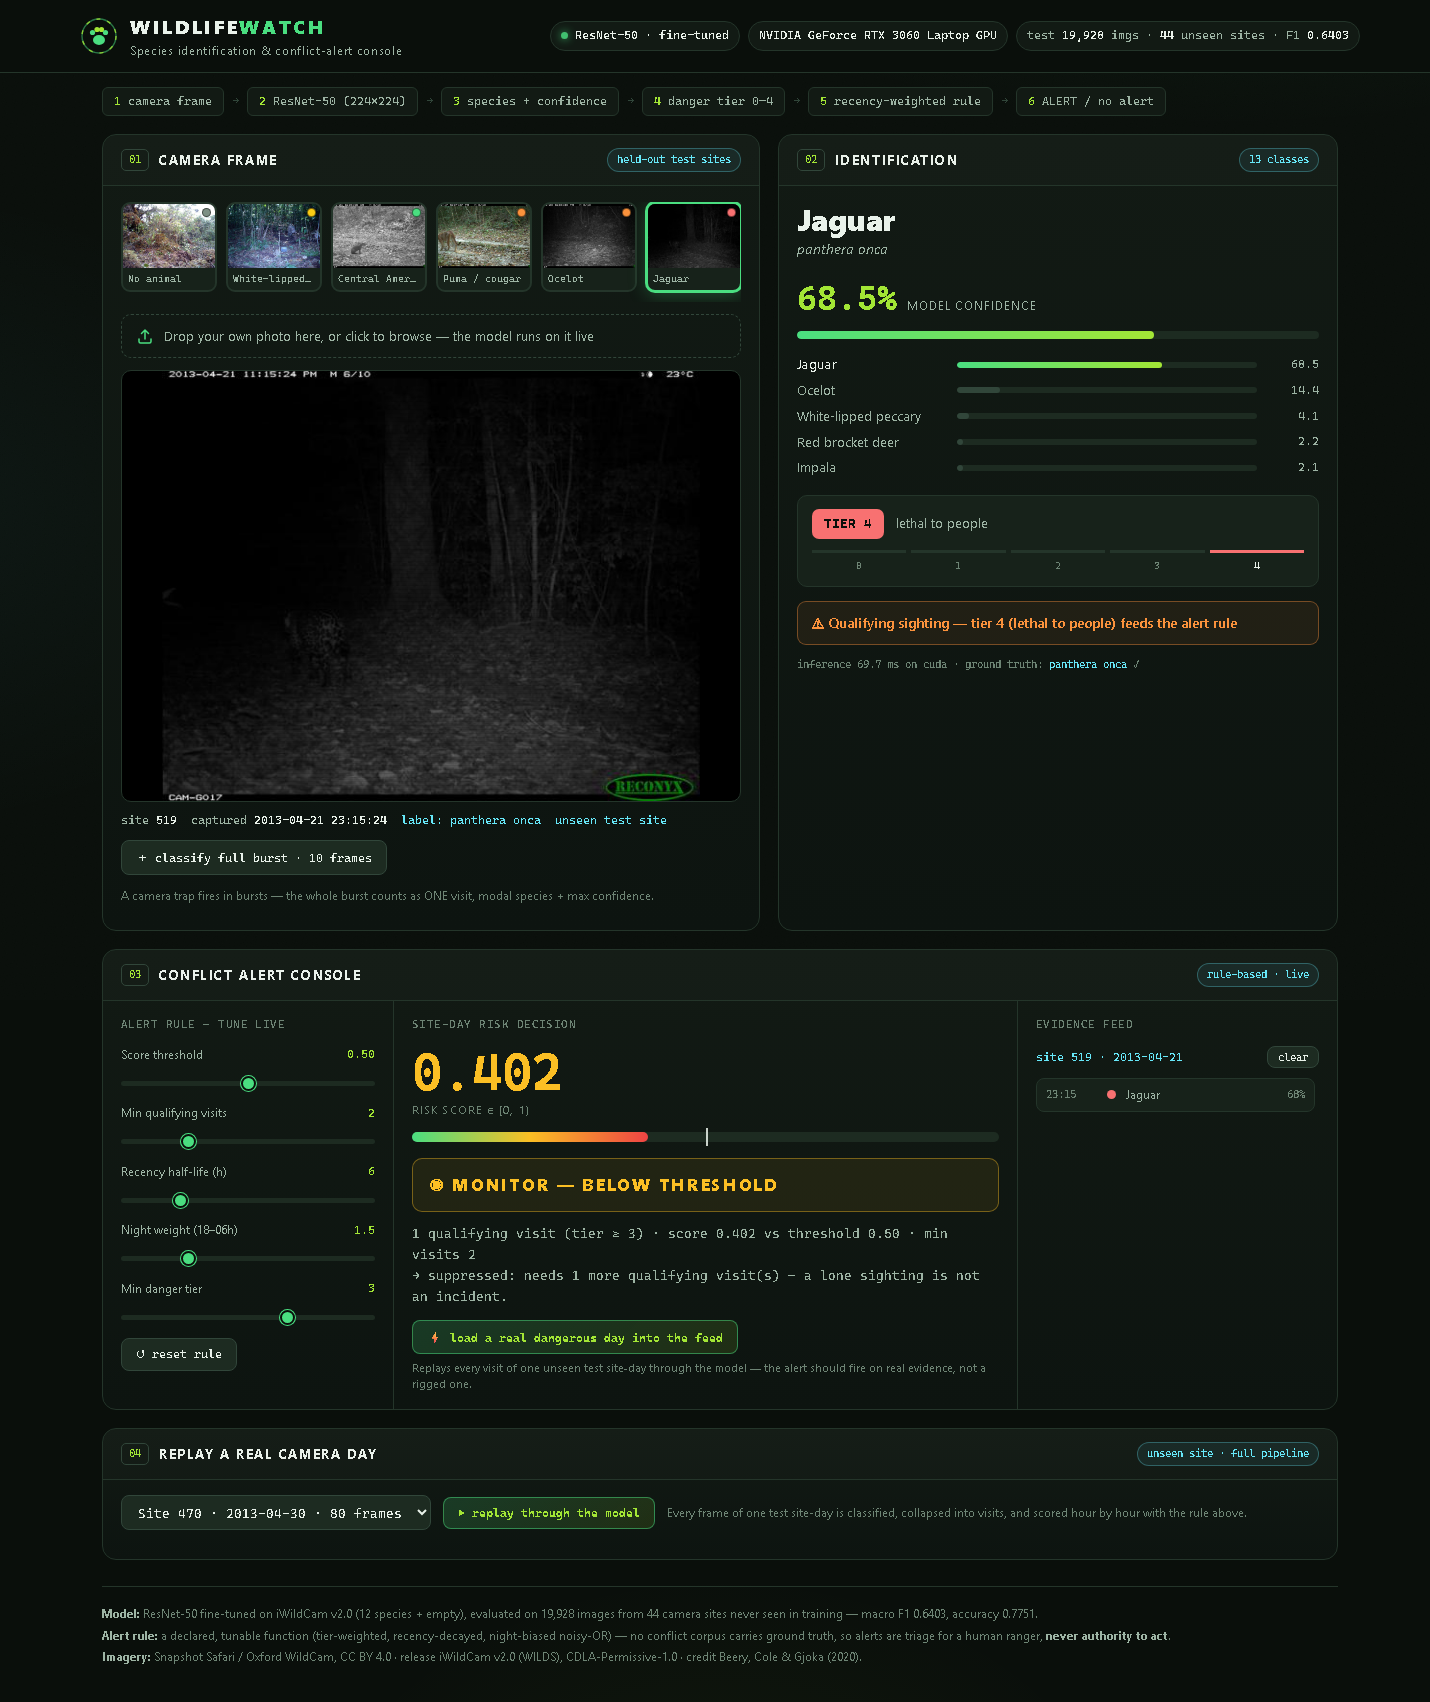 WILDLIFEWATCH
Species identification & conflict-alert console
ResNet-50 · fine-tuned
NVIDIA GeForce RTX 3060 Laptop GPU
test 19,928 imgs · 44 unseen sites · F1 0.6403
1 camera frame → 2 ResNet-50 (224×224) → 3 species + confidence → 4 danger tier 0–4 → 5 recency-weighted rule → 6 ALERT / no alert
01 CAMERA FRAME
held-out test sites
No animal
White-lipped…
Central Amer…
Puma / cougar
Ocelot
Jaguar
Drop your own photo here, or click to browse — the model runs on it live
2013-04-21 11:15:24 PM M 6/10 23°C
RECONYX
CAM-G017
site 519 captured 2013-04-21 23:15:24 label: panthera onca unseen test site
+ classify full burst · 10 frames
A camera trap fires in bursts — the whole burst counts as ONE visit, modal species + max confidence.
02 IDENTIFICATION
13 classes
Jaguar
panthera onca
68.5% MODEL CONFIDENCE
Jaguar 68.5
Ocelot 14.4
White-lipped peccary 4.1
Red brocket deer 2.2
Impala 2.1
TIER 4 lethal to people
0 1 2 3 4
⚠ Qualifying sighting — tier 4 (lethal to people) feeds the alert rule
inference 69.7 ms on cuda · ground truth: panthera onca ✓
03 CONFLICT ALERT CONSOLE
rule-based · live
ALERT RULE — TUNE LIVE
Score threshold 0.50
Min qualifying visits 2
Recency half-life (h) 6
Night weight (18–06h) 1.5
Min danger tier 3
↺ reset rule
SITE-DAY RISK DECISION
0.402
RISK SCORE ∈ [0, 1)
◉ MONITOR — BELOW THRESHOLD
1 qualifying visit (tier ≥ 3) · score 0.402 vs threshold 0.50 · min
visits 2
→ suppressed: needs 1 more qualifying visit(s) — a lone sighting is not
an incident.
⚡ load a real dangerous day into the feed
Replays every visit of one unseen test site-day through the model — the alert should fire on real evidence, not a
rigged one.
EVIDENCE FEED
site 519 · 2013-04-21
clear
23:15 Jaguar 68%
04 REPLAY A REAL CAMERA DAY
unseen site · full pipeline
Site 470 · 2013-04-30 · 80 frames
▶ replay through the model
Every frame of one test site-day is classified, collapsed into visits, and scored hour by hour with the rule above.
Model: ResNet-50 fine-tuned on iWildCam v2.0 (12 species + empty), evaluated on 19,928 images from 44 camera sites never seen in training — macro F1 0.6403, accuracy 0.7751.
Alert rule: a declared, tunable function (tier-weighted, recency-decayed, night-biased noisy-OR) — no conflict corpus carries ground truth, so alerts are triage for a human ranger, never authority to act.
Imagery: Snapshot Safari / Oxford WildCam, CC BY 4.0 · release iWildCam v2.0 (WILDS), CDLA-Permissive-1.0 · credit Beery, Cole & Gjoka (2020).